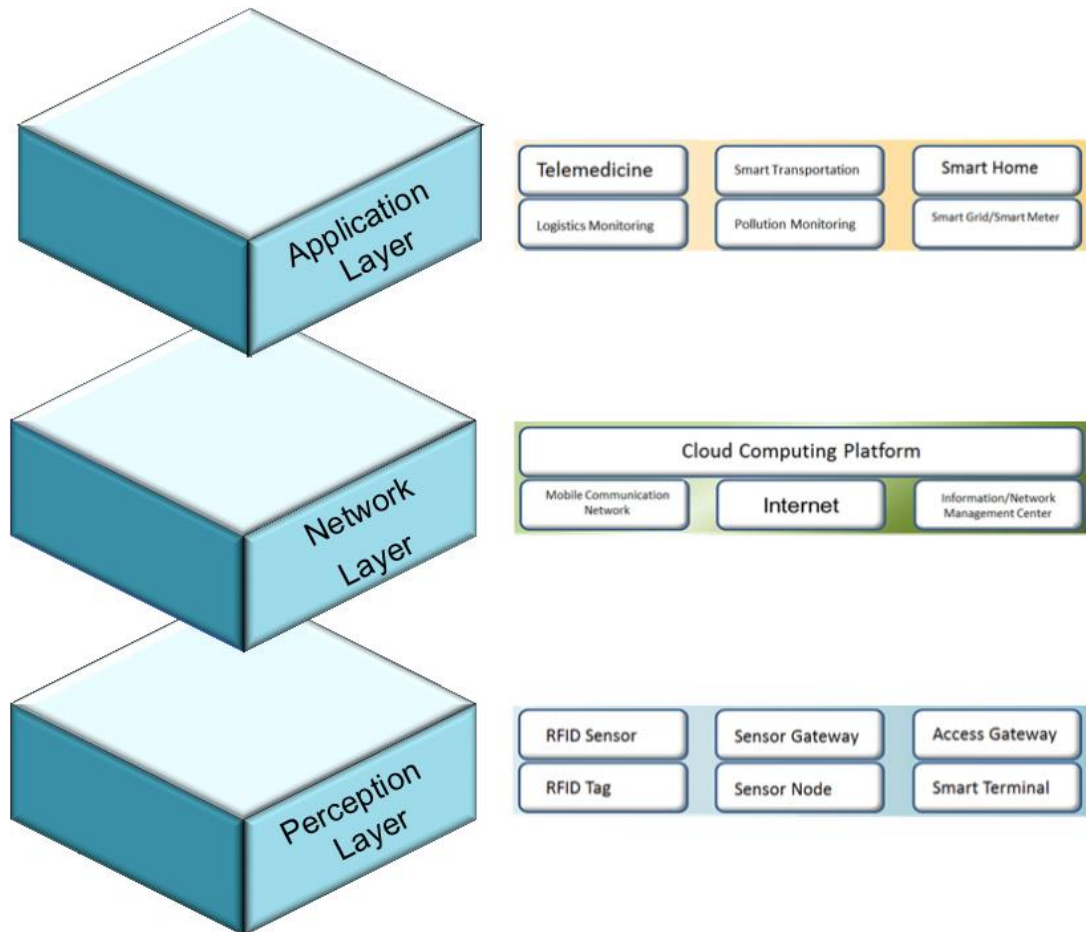 Application
Layer
Telemedicine
Smart Transportation
Smart Home
Logistics Monitoring
Pollution Monitoring
Smart Grid/Smart Meter
Network
Layer
Cloud Computing Platform
Mobile Communication
Network
Internet
Information/Network
Management Center
Perception
Layer
RFID Sensor
Sensor Gateway
Access Gateway
RFID Tag
Sensor Node
Smart Terminal